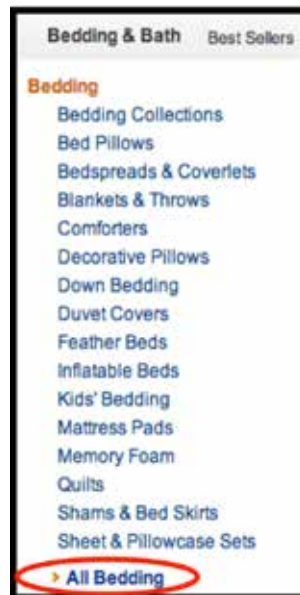 Bedding & Bath Best Sellers
Bedding
Bedding Collections
Bed Pillows
Bedspreads & Coverlets
Blankets & Throws
Comforters
Decorative Pillows
Down Bedding
Duvet Covers
Feather Beds
Inflatable Beds
Kids' Bedding
Mattress Pads
Memory Foam
Quilts
Shams & Bed Skirts
Sheet & Pillowcase Sets
› All Bedding